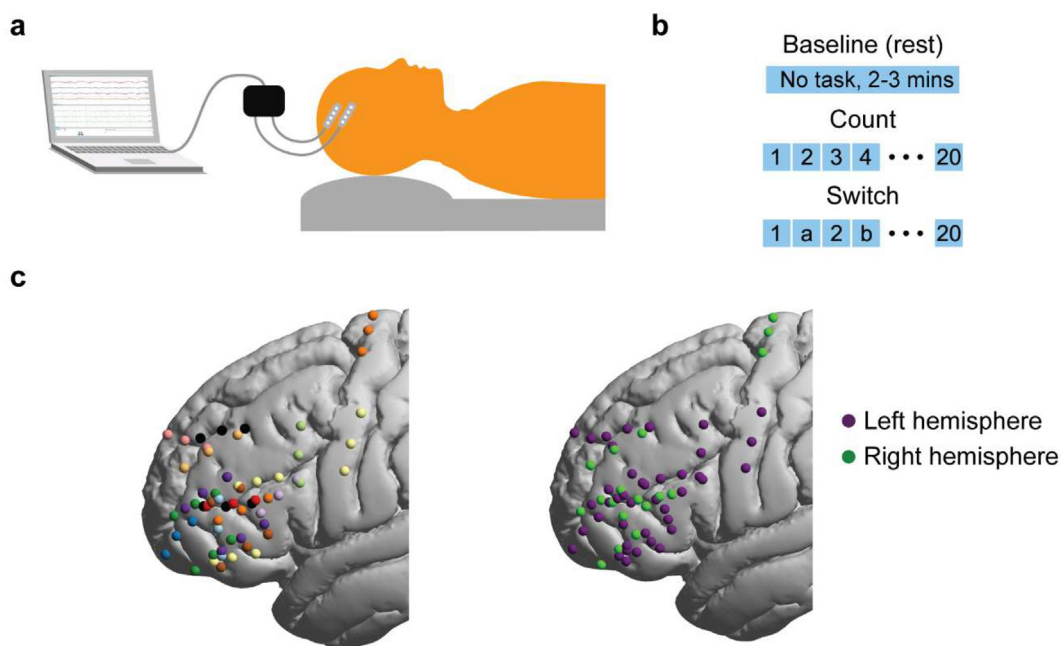 a
b
Baseline (rest)
No task, 2-3 mins
Count
1 2 3 4 ••• 20
Switch
1 a 2 b ••• 20
c
Left hemisphere
Right hemisphere